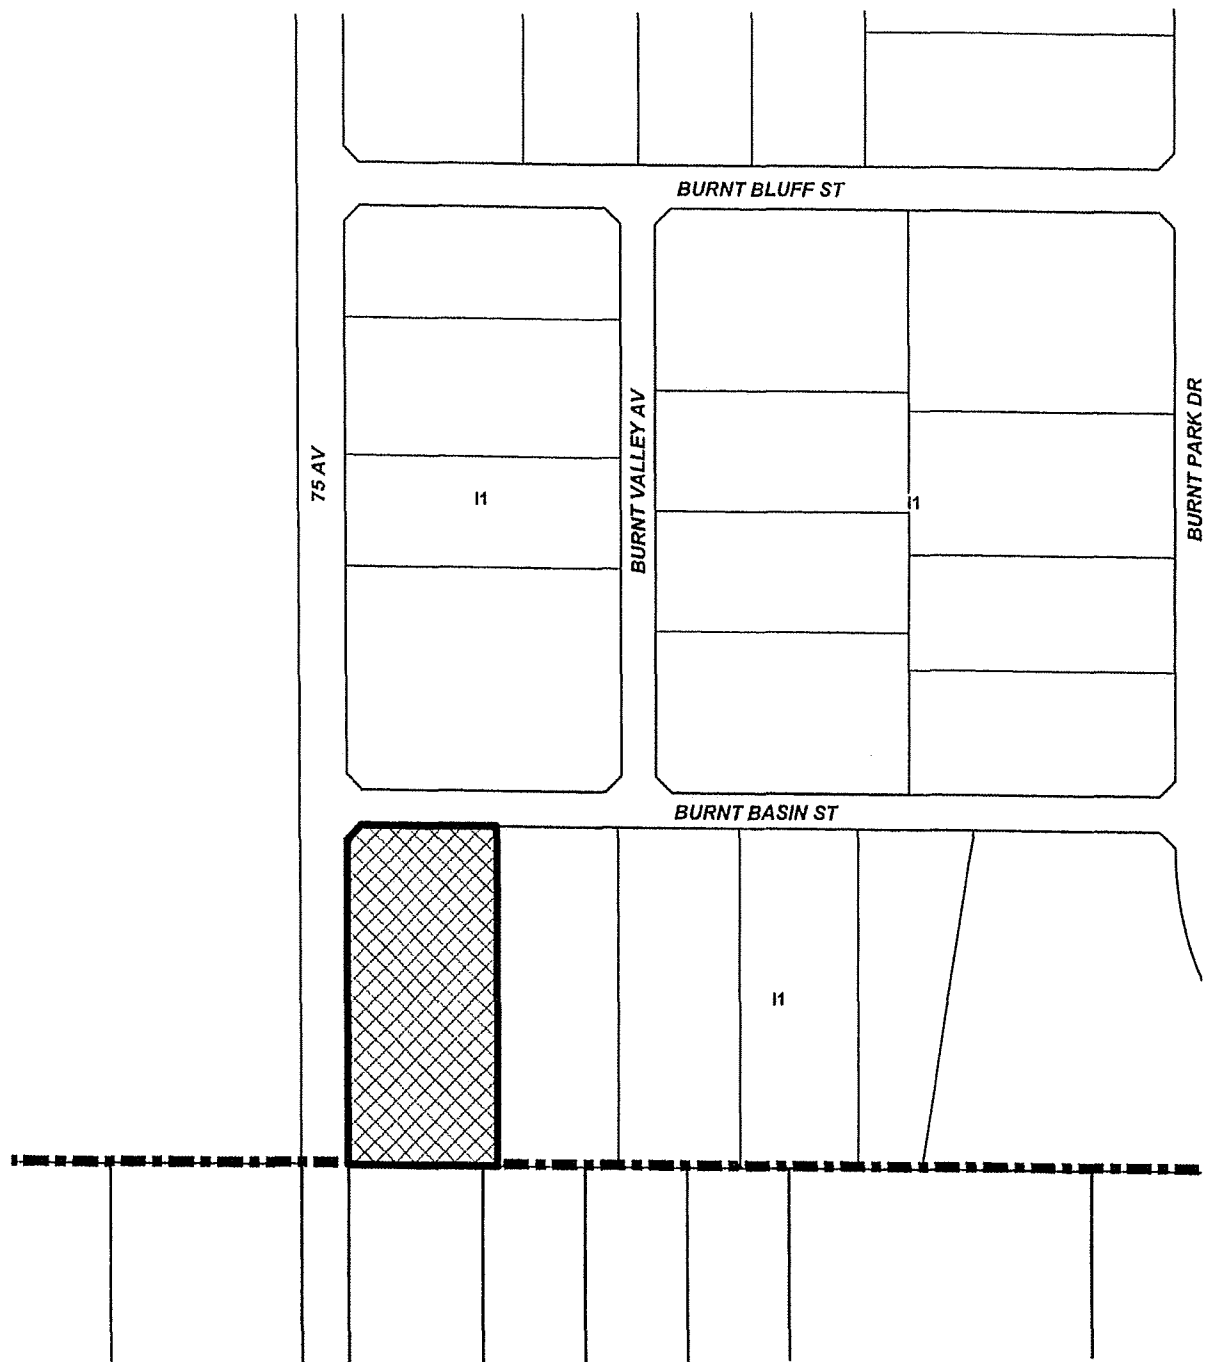 BURNT BLUFF ST
75 AV
I1
BURNT VALLEY AV
I1
BURNT PARK DR
BURNT BASIN ST
I1